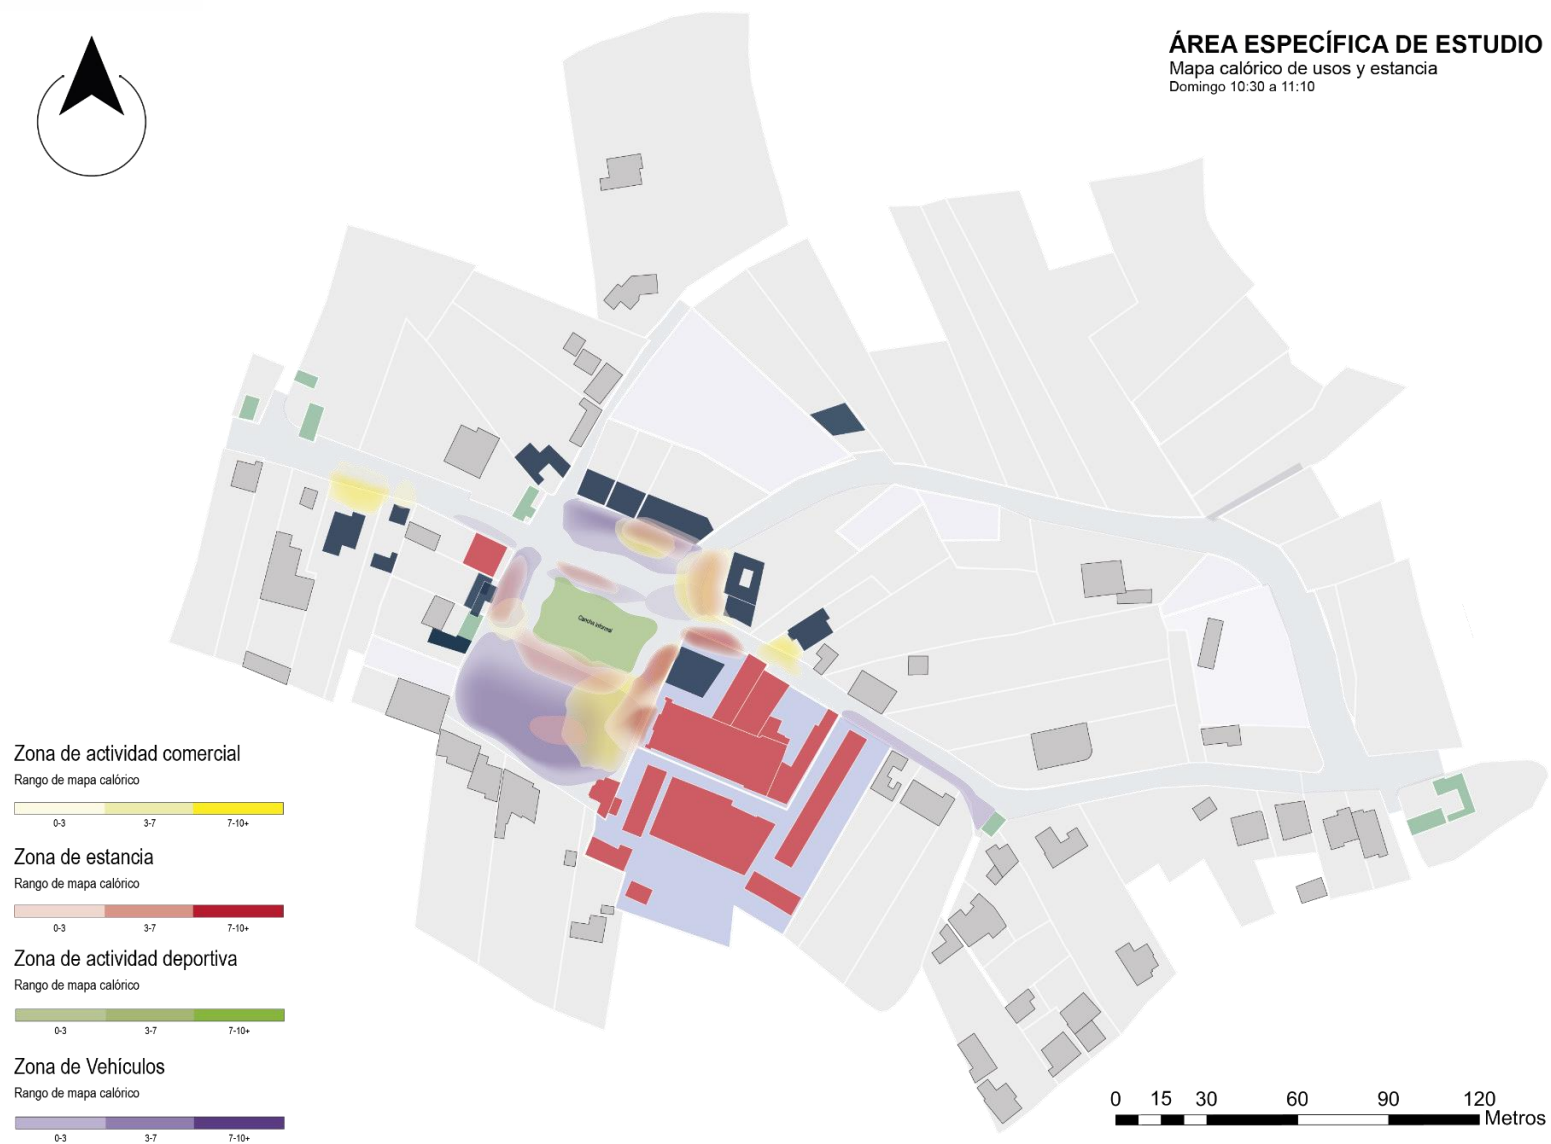 ÁREA ESPECÍFICA DE ESTUDIO
Mapa calórico de usos y estancia
Domingo 10:30 a 11:10
Cancha informal
Zona de actividad comercial
Rango de mapa calórico
0-3 3-7 7-10+
Zona de estancia
Rango de mapa calórico
0-3 3-7 7-10+
Zona de actividad deportiva
Rango de mapa calórico
0-3 3-7 7-10+
Zona de Vehículos
Rango de mapa calórico
0-3 3-7 7-10+
0 15 30 60 90 120
Metros